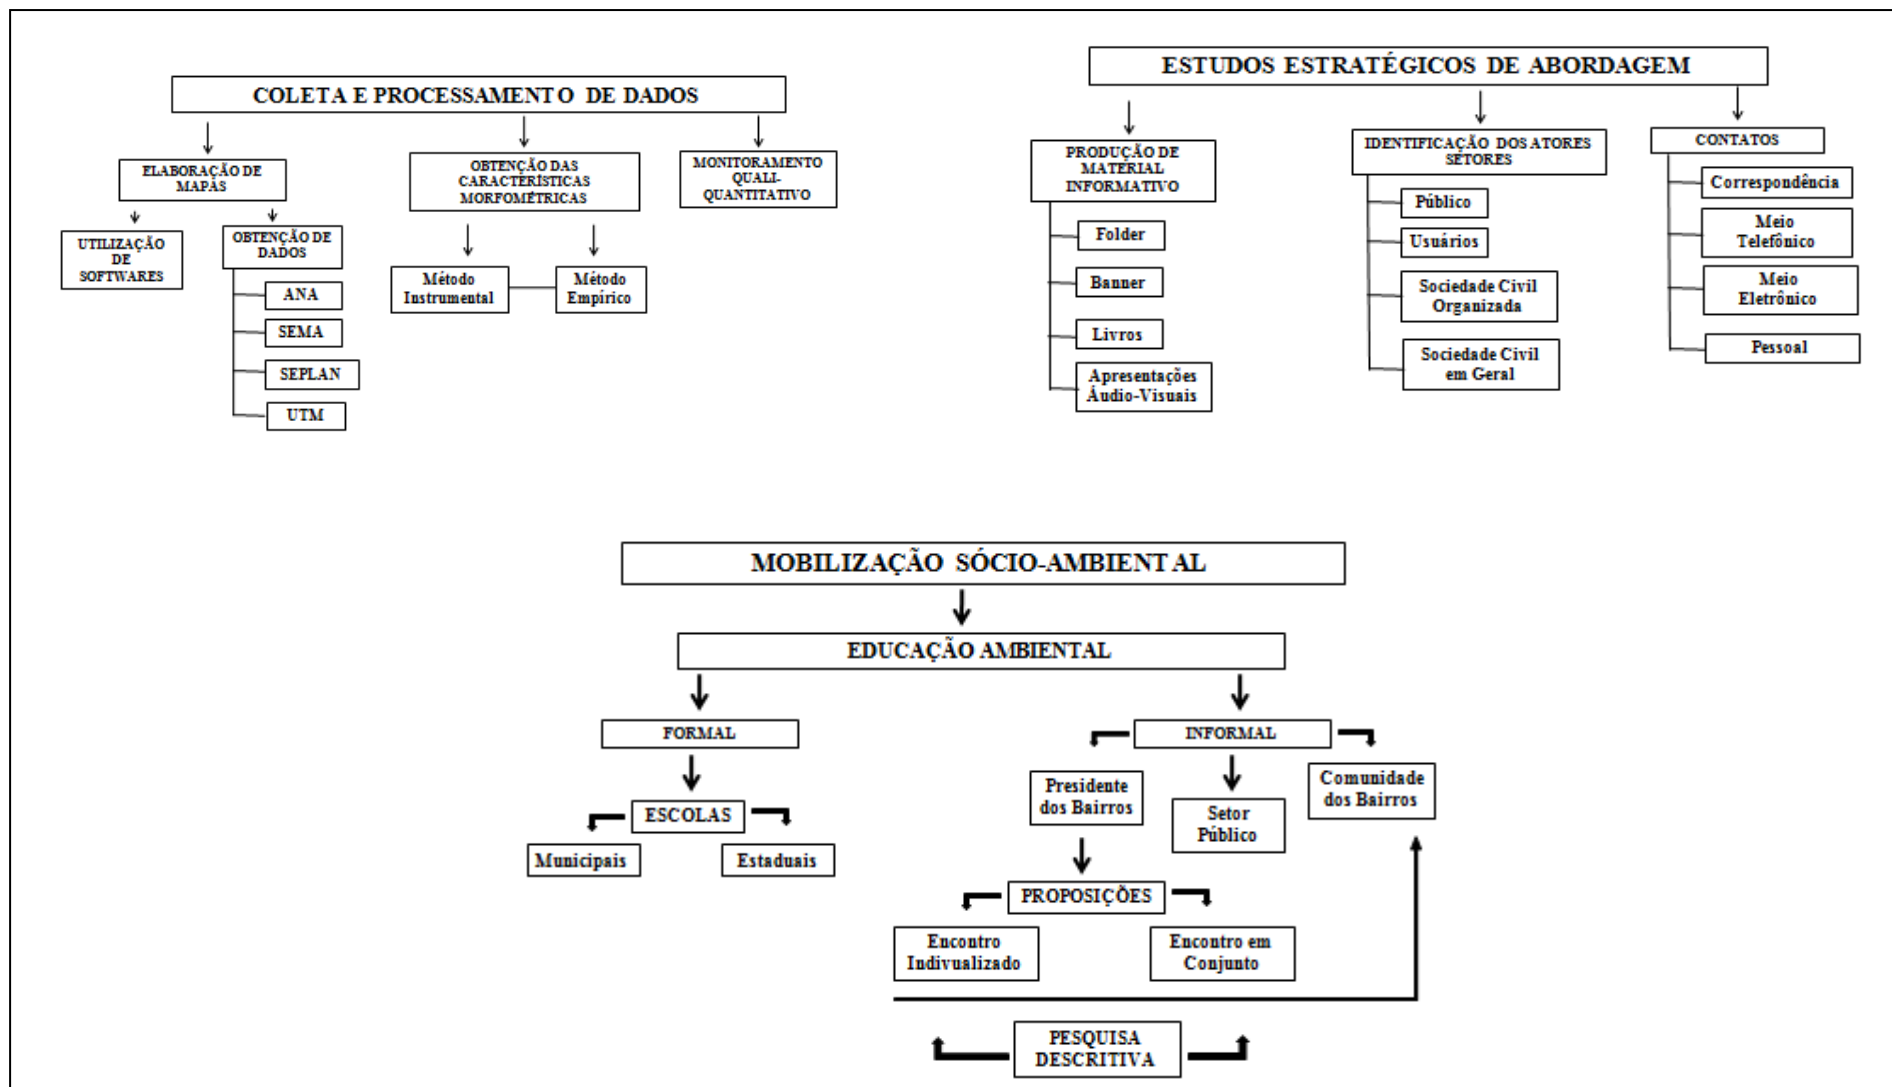 COLETA E PROCESSAMENTO DE DADOS
ELABORAÇÃO DE
MAPAS
UTILIZAÇÃO
DE
SOFTWARES
OBTENÇÃO DE
DADOS
ANA
SEMA
SEPLAN
UTM
OBTENÇÃO DAS
CARACTERÍSTICAS
MORFOMÉTRICAS
Método
Instrumental
Método
Empírico
MONITORAMENTO
QUALI-
QUANTITATIVO
ESTUDOS ESTRATÉGICOS DE ABORDAGEM
PRODUÇÃO DE
MATERIAL
INFORMATIVO
Folder
Banner
Livros
Apresentações
Áudio-Visuais
IDENTIFICAÇÃO DOS ATORES
SETORES
Público
Usuários
Sociedade Civil
Organizada
Sociedade Civil
em Geral
CONTATOS
Correspondência
Meio
Telefônico
Meio
Eletrônico
Pessoal
MOBILIZAÇÃO SÓCIO-AMBIENTAL
EDUCAÇÃO AMBIENTAL
FORMAL
ESCOLAS
Municipais
Estaduais
INFORMAL
Presidente
dos Bairros
Setor
Público
Comunidade
dos Bairros
PROPOSIÇÕES
Encontro
Indivualizado
Encontro em
Conjunto
PESQUISA
DESCRITIVA